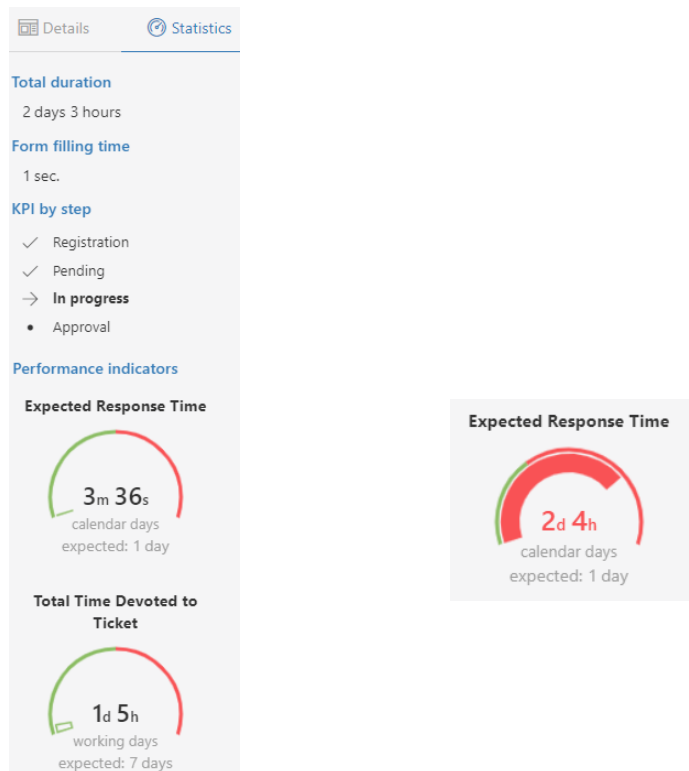 Details Statistics
Total duration
2 days 3 hours
Form filling time
1 sec.
KPI by step
Registration
Pending
In progress
Approval
Performance indicators
Expected Response Time
3m 36s
calendar days
expected: 1 day
Total Time Devoted to
Ticket
1d 5h
working days
expected: 7 days
Expected Response Time
2d 4h
calendar days
expected: 1 day